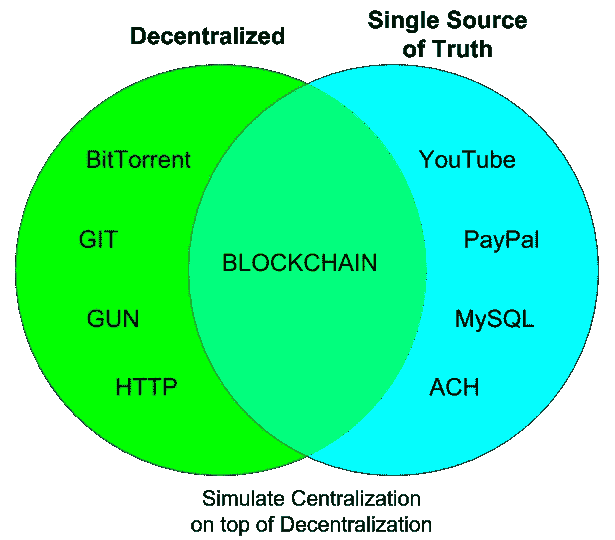 Decentralized
Single Source
of Truth
BitTorrent
YouTube
GIT
PayPal
BLOCKCHAIN
GUN
MySQL
HTTP
ACH
Simulate Centralization
on top of Decentralization